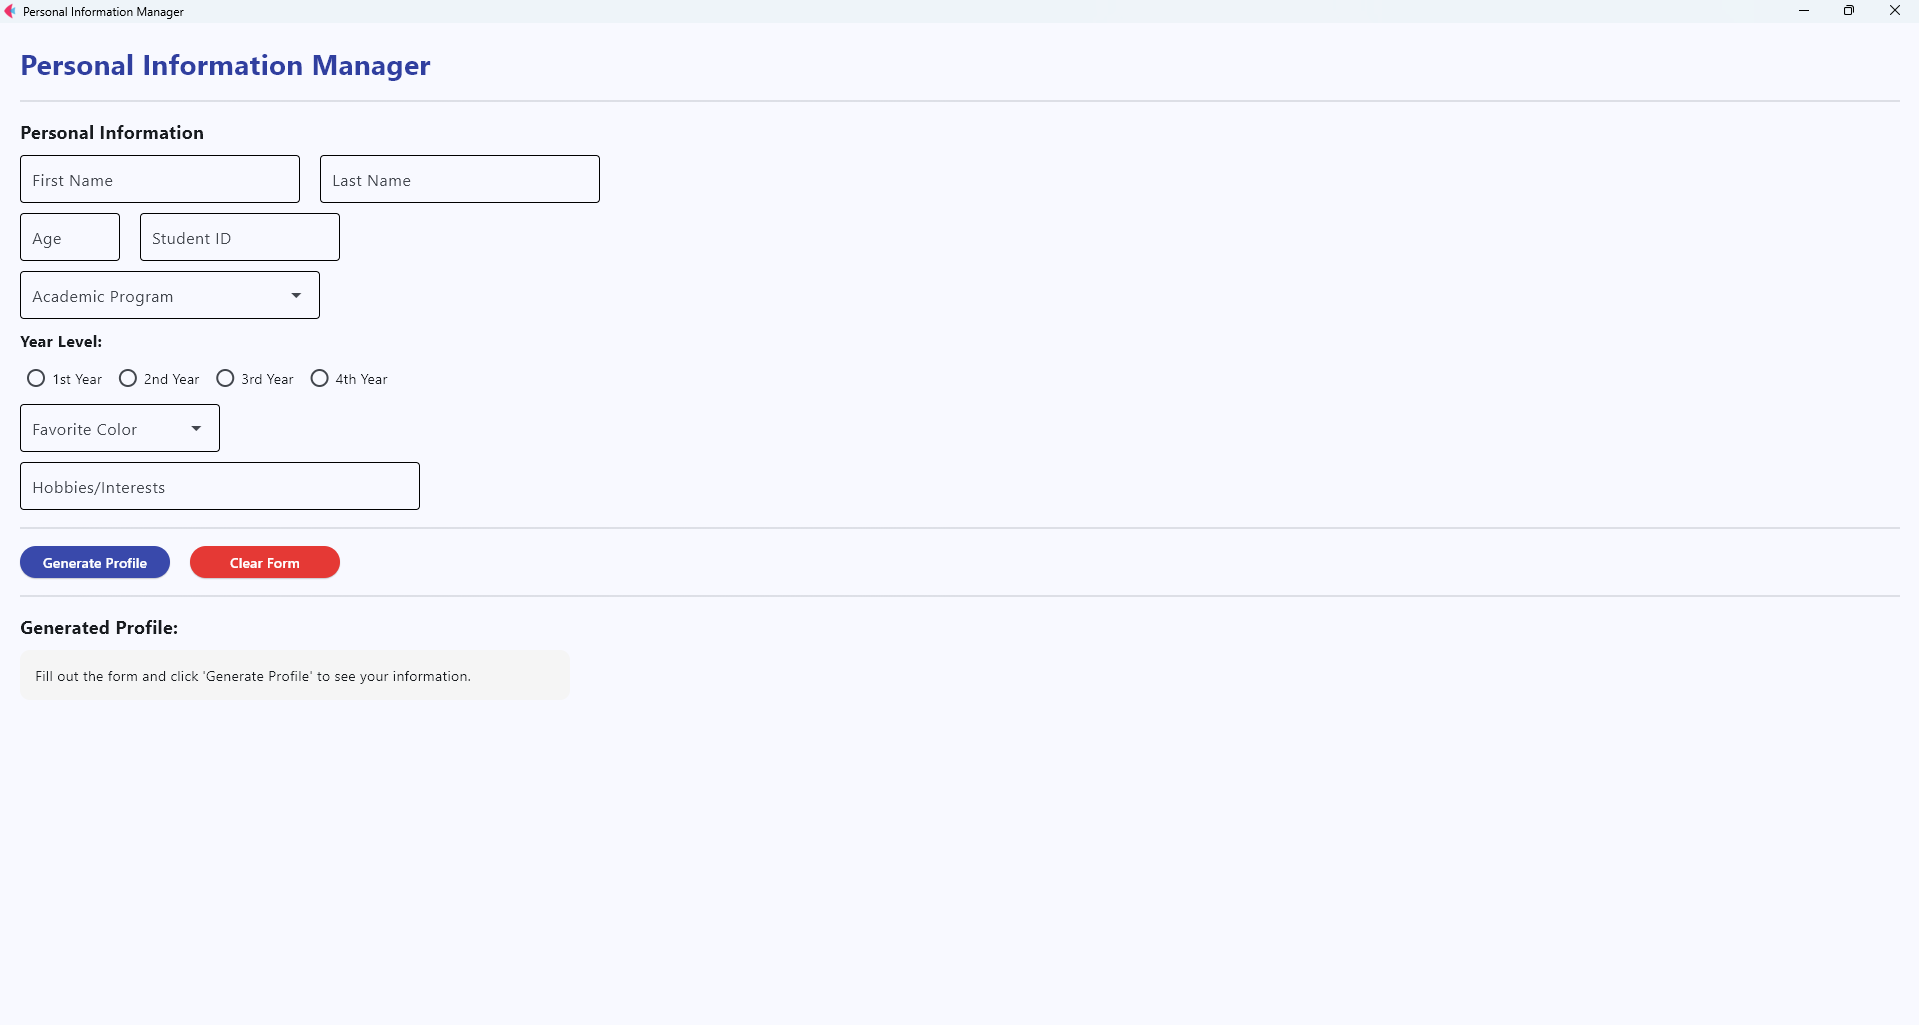 Personal Information Manager
Personal Information Manager
Personal Information
First Name Last Name
Age Student ID
Academic Program
Year Level:
1st Year 2nd Year 3rd Year 4th Year
Favorite Color
Hobbies/Interests
Generate Profile Clear Form
Generated Profile:
Fill out the form and click 'Generate Profile' to see your information.